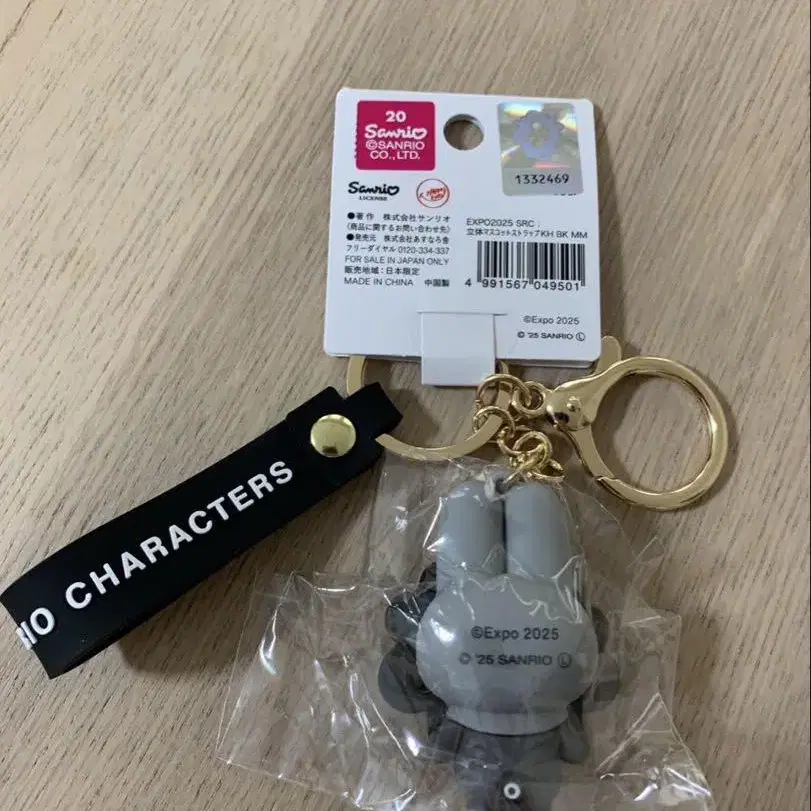 20
Sanrio
©SANRIO
CO., LTD.
1332469
Sanrio
LICENSE
●著作 株式会社サンリオ
(商品に関するお問い合わせ先)
●発売元 株式会社あすなろ舎
フリーダイヤル 0120-334-337
FOR SALE IN JAPAN ONLY
販売地域:日本限定
MADE IN CHINA 中国製
EXPO2025 SRC:
立体マスコットストラップKH BK MM
4 991567 049501
©Expo 2025
© '25 SANRIO Ⓛ
IO CHARACTERS
©Expo 2025
© '25 SANRIO Ⓛ